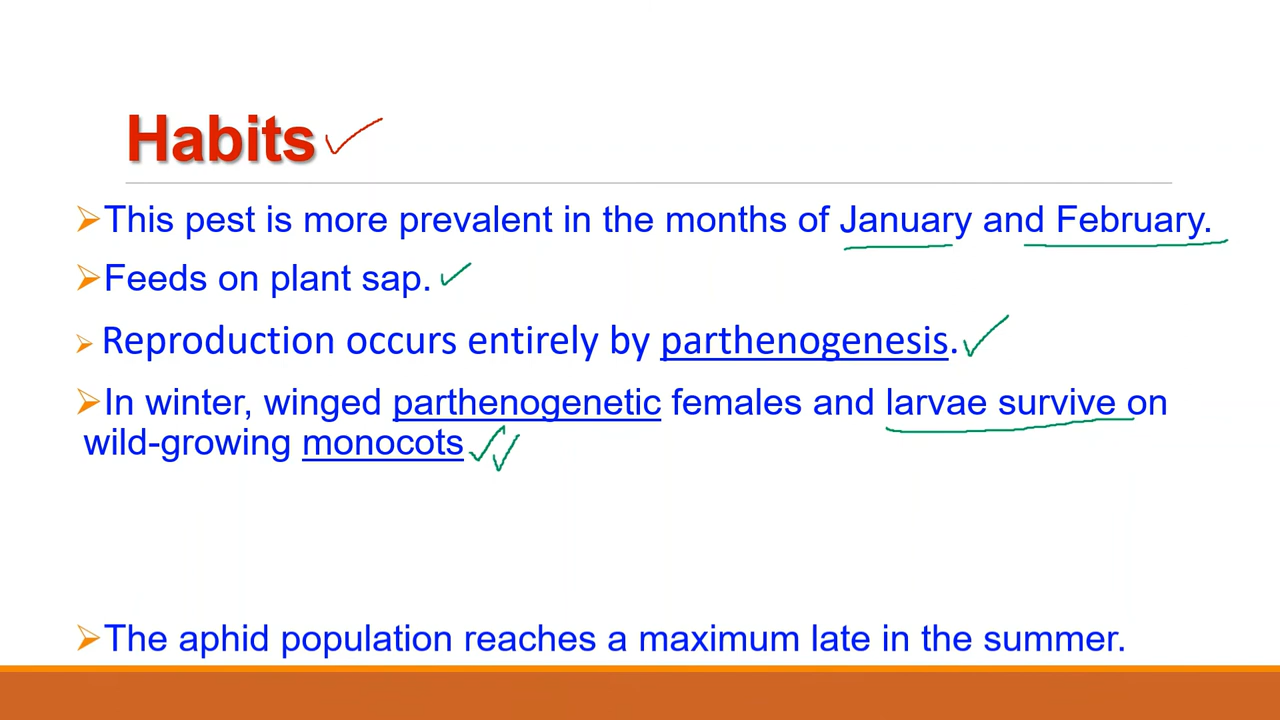 Habits
This pest is more prevalent in the months of January and February.
Feeds on plant sap.
Reproduction occurs entirely by parthenogenesis.
In winter, winged parthenogenetic females and larvae survive on
wild-growing monocots
The aphid population reaches a maximum late in the summer.